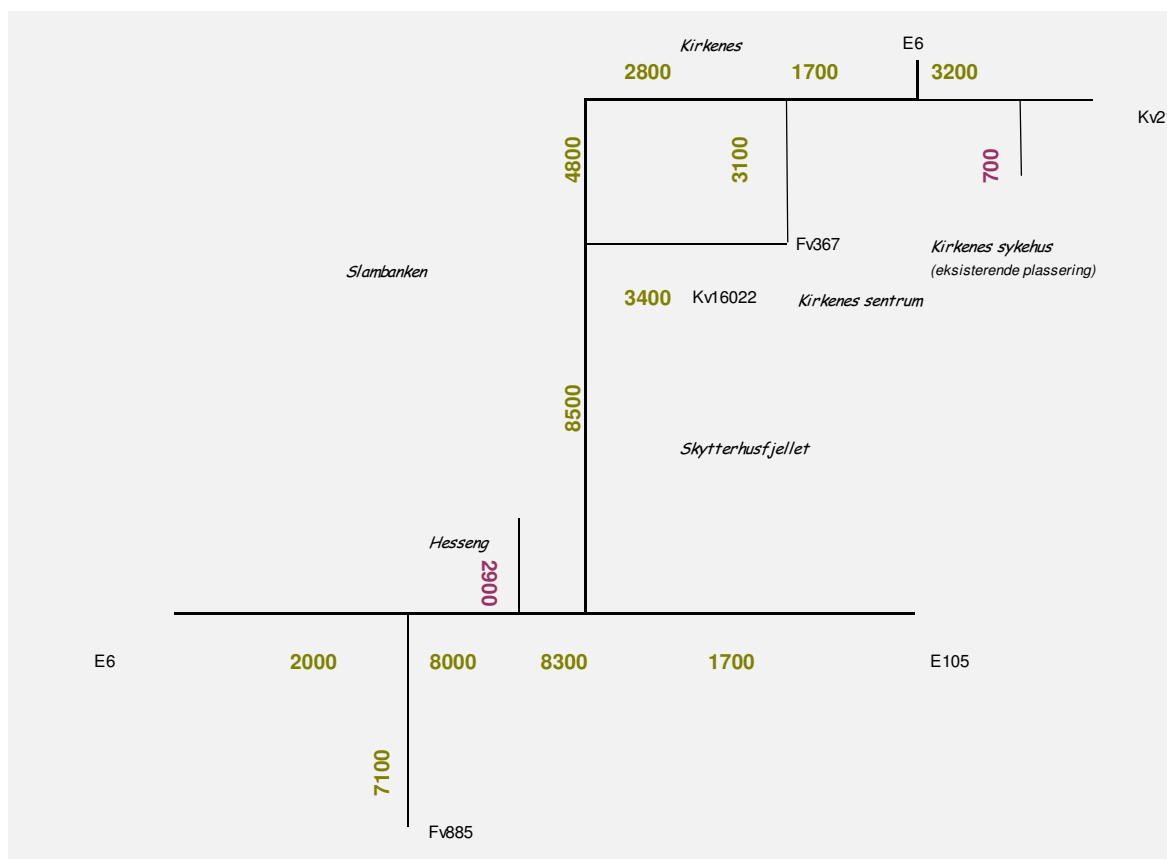 Kirkenes
E6
2800
1700
3200
Kv2
4800
3100
700
Fv367
Kirkenes sykehus
(eksisterende plassering)
Slambanken
3400
Kv16022
Kirkenes sentrum
8500
Skytterhusfjellet
Hesseng
2900
E6
2000
8000
8300
1700
E105
7100
Fv885